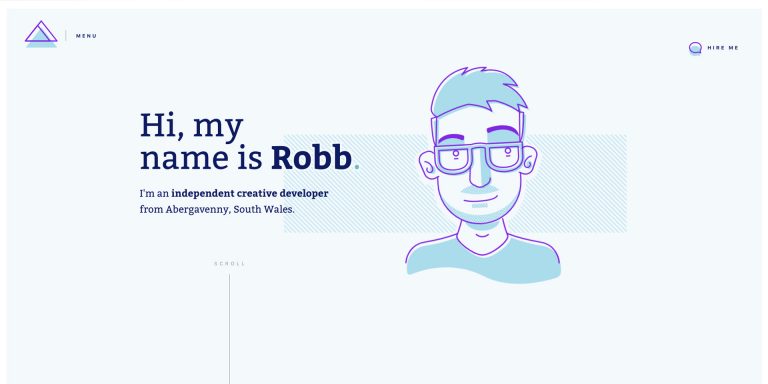 MENU
HIRE ME
Hi, my
name is Robb.
I'm an independent creative developer
from Abergavenny, South Wales.
SCROLL